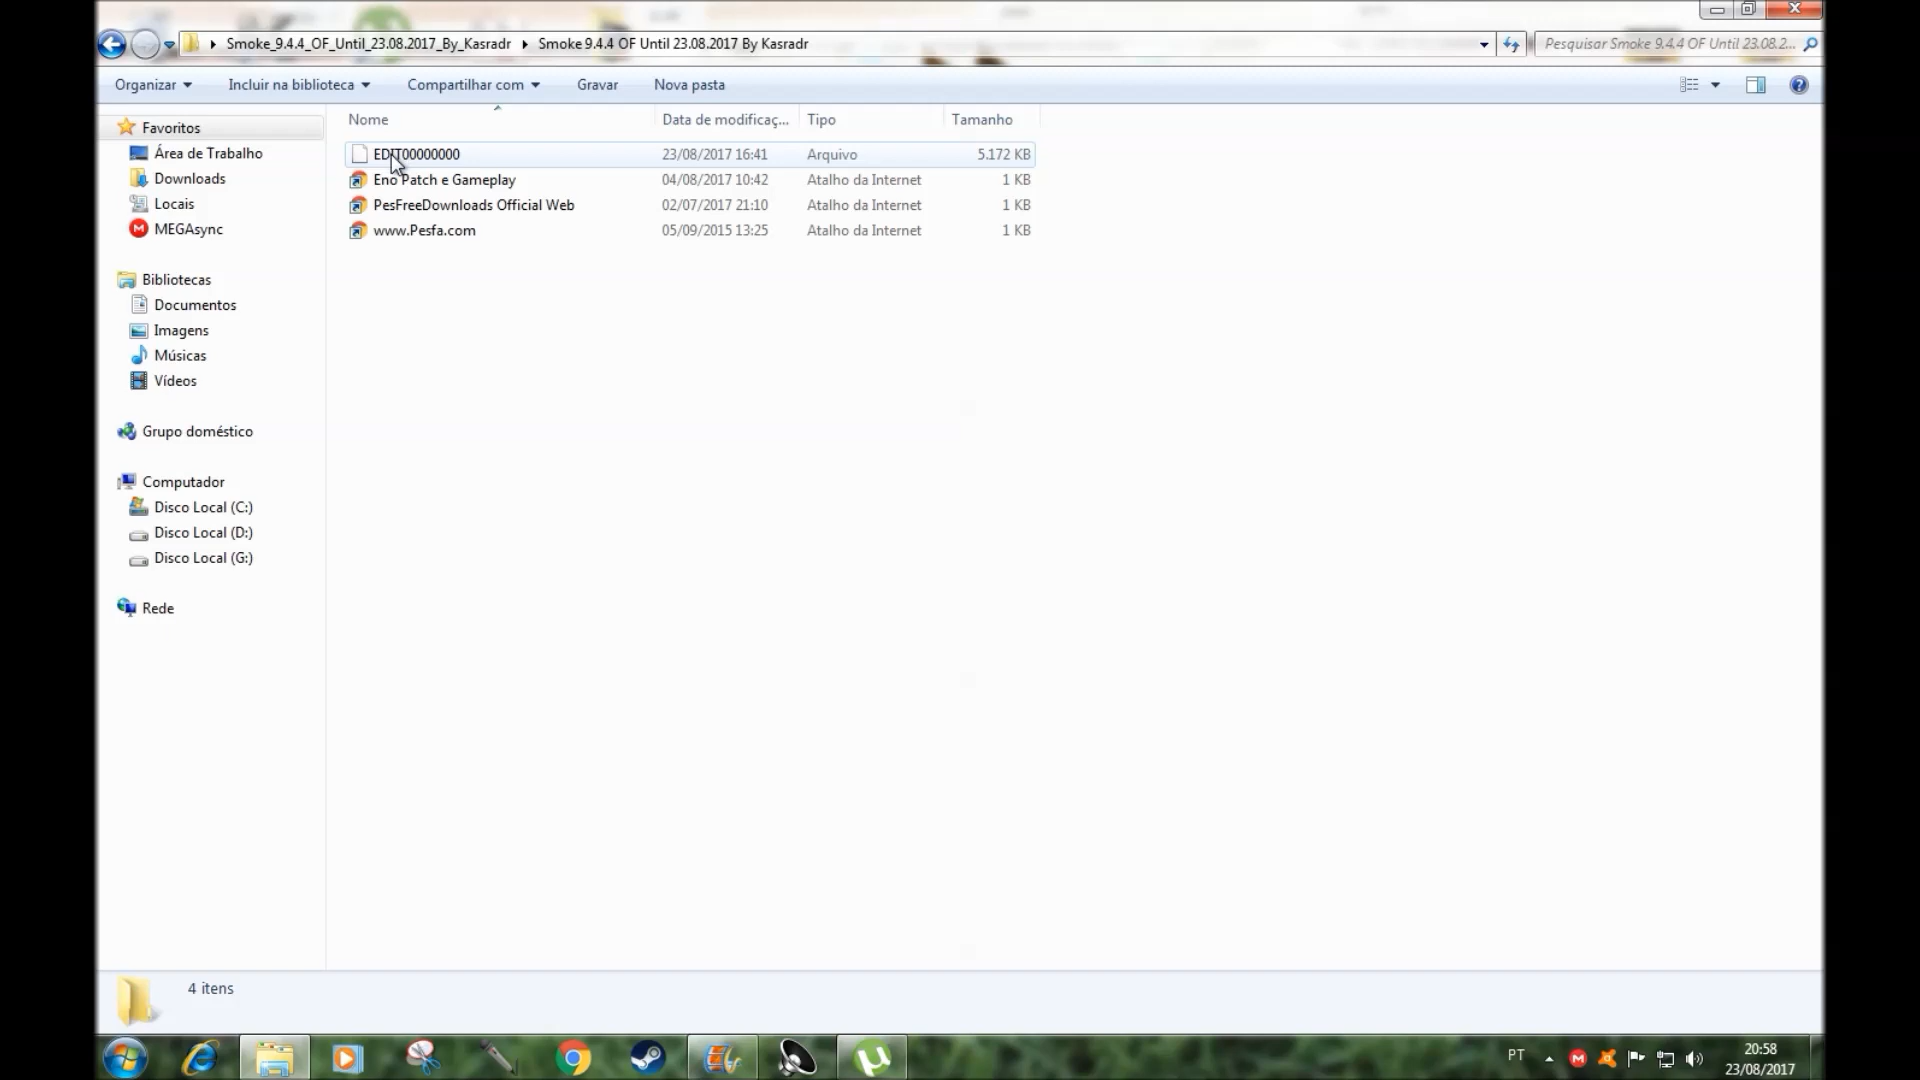 Smoke_9.4.4_OF_Until_23.08.2017_By_Kasradr Smoke 9.4.4 OF Until 23.08.2017 By Kasradr Pesquisar Smoke 9.4.4 OF Until 23.08.2...
Organizar Incluir na biblioteca Compartilhar com Gravar Nova pasta
Nome Data de modificaç... Tipo Tamanho
EDIT00000000 23/08/2017 16:41 Arquivo 5.172 KB
Eno Patch e Gameplay 04/08/2017 10:42 Atalho da Internet 1 KB
PesFreeDownloads Official Web 02/07/2017 21:10 Atalho da Internet 1 KB
www.Pesfa.com 05/09/2015 13:25 Atalho da Internet 1 KB
Favoritos
Área de Trabalho
Downloads
Locais
MEGAsync
Bibliotecas
Documentos
Imagens
Músicas
Vídeos
Grupo doméstico
Computador
Disco Local (C:)
Disco Local (D:)
Disco Local (G:)
Rede
4 itens
PT
20:58
23/08/2017